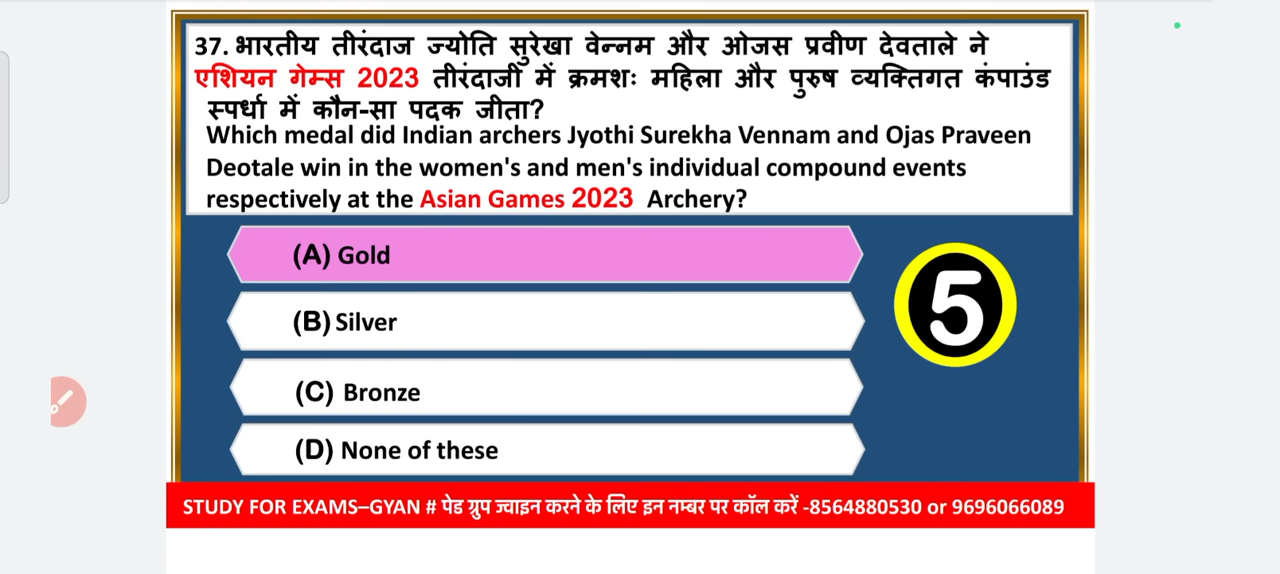 37. भारतीय तीरंदाज ज्योति सुरेखा वेन्नम और ओजस प्रवीण देवताले ने
एशियन गेम्स 2023 तीरंदाजी में क्रमशः महिला और पुरुष व्यक्तिगत कंपाउंड
स्पर्धा में कौन-सा पदक जीता?
Which medal did Indian archers Jyothi Surekha Vennam and Ojas Praveen
Deotale win in the women's and men's individual compound events
respectively at the Asian Games 2023 Archery?
(A) Gold
(B) Silver
5
(C) Bronze
(D) None of these
STUDY FOR EXAMS–GYAN # पेड ग्रुप ज्वाइन करने के लिए इन नम्बर पर कॉल करें -8564880530 or 9696066089